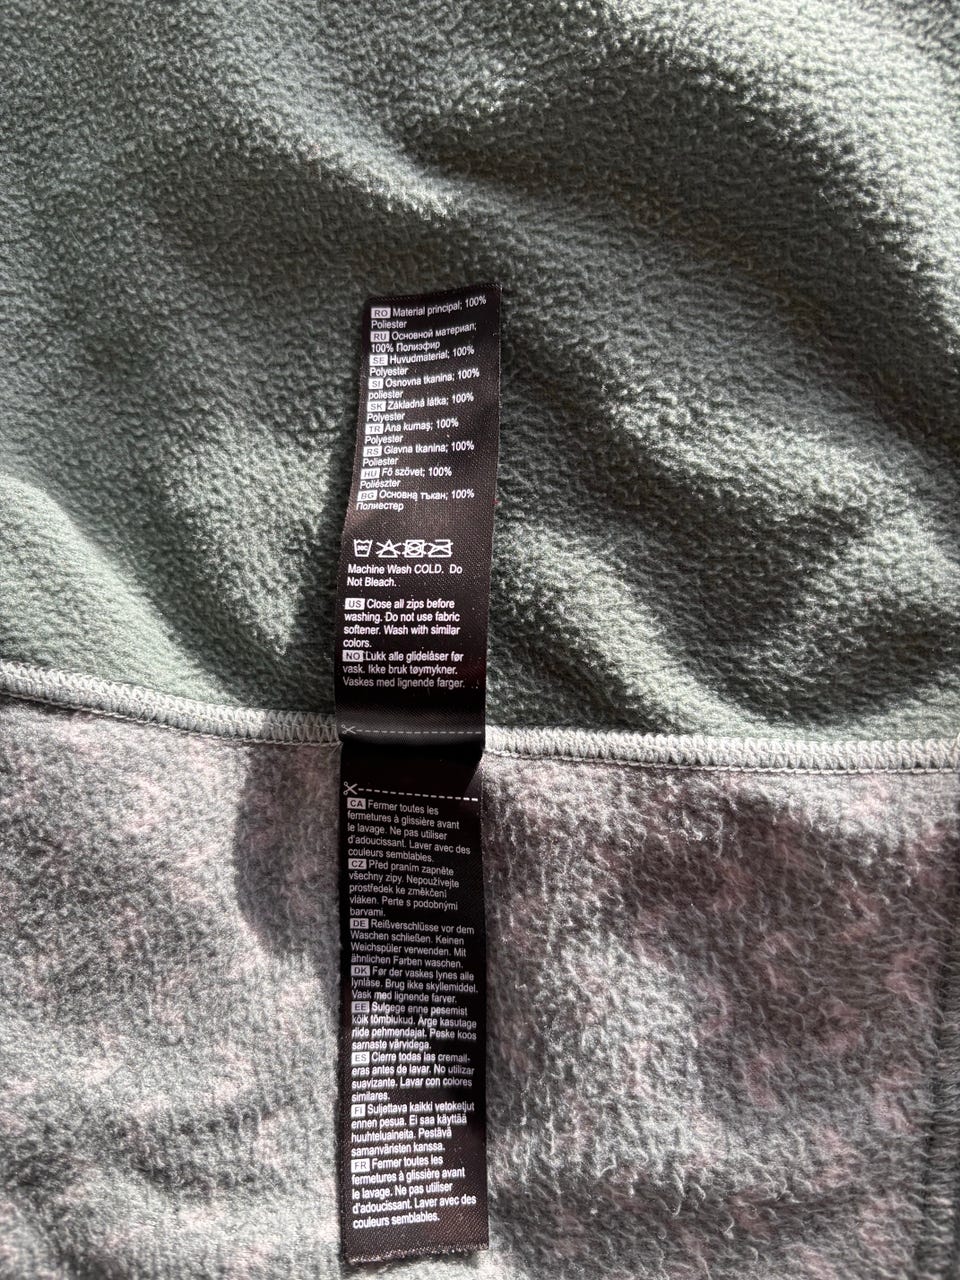 RO Material principal; 100%
Poliester
RU Основной материал;
100% Полиэфир
SE Huvudmaterial; 100%
Polyester
SI Osnovna tkanina; 100%
poliester
SK Základná látka; 100%
Polyester
TR Ana kumaş; 100%
Polyester
RS Glavna tkanina; 100%
Poliester
HU Fő szövet; 100%
Poliészter
BG Основнa тъкан; 100%
Полиестер
Machine Wash COLD. Do
Not Bleach.
US Close all zips before
washing. Do not use fabric
softener. Wash with similar
colors.
NO Lukk alle glidelåser før
vask. Ikke bruk tøymykner.
Vaskes med lignende farger.
CA Fermer toutes les
fermetures à glissière avant
le lavage. Ne pas utiliser
d'adoucissant. Laver avec des
couleurs semblables.
CZ Před praním zapněte
všechny zipy. Nepoužívejte
prostředek ke změkčení
vláken. Perte s podobnými
barvami.
DE Reißverschlüsse vor dem
Waschen schließen. Keinen
Weichspüler verwenden. Mit
ähnlichen Farben waschen.
DK Før der vaskes lynes alle
lynlåse. Brug ikke skyllemiddel.
Vask med lignende farver.
EE Sulgege enne pesemist
kõik tõmblukud. Arge kasutage
riide pehmendajat. Peske koos
sarnaste värvidega.
ES Cierre todas las cremall-
eras antes de lavar. No utilizar
suavizante. Lavar con colores
similares.
FI Suljettava kaikki vetoketjut
ennen pesua. Ei saa käyttää
huuhteluaineita. Pestävä
samanväristen kanssa.
FR Fermer toutes les
fermetures à glissière avant
le lavage. Ne pas utiliser
d'adoucissant. Laver avec des
couleurs semblables.